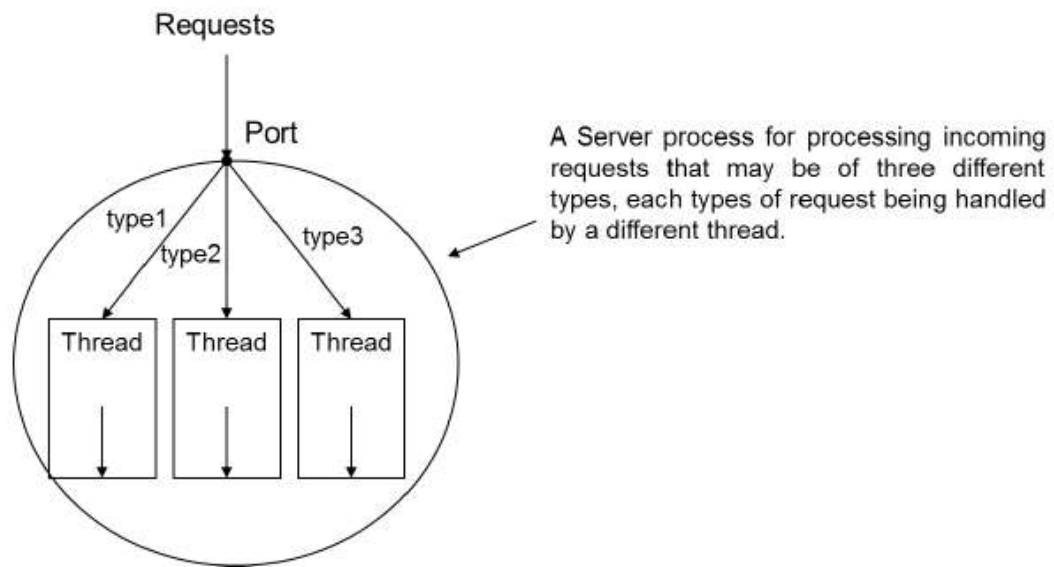 Requests
Port
A Server process for processing incoming
requests that may be of three different
types, each types of request being handled
by a different thread.
type1
type2
type3
Thread
Thread
Thread